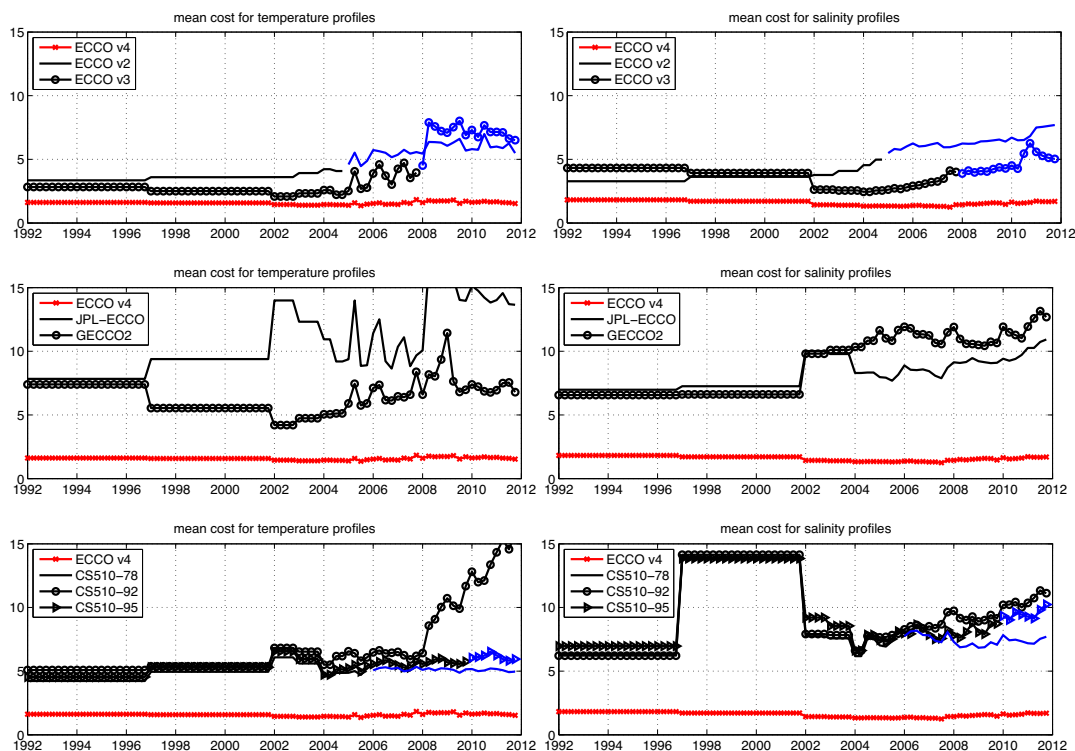 mean cost for temperature profiles
15
10
5
0
ECCO v4
ECCO v2
ECCO v3
1992 1994 1996 1998 2000 2002 2004 2006 2008 2010 2012
mean cost for salinity profiles
15
10
5
0
ECCO v4
ECCO v2
ECCO v3
1992 1994 1996 1998 2000 2002 2004 2006 2008 2010 2012
mean cost for temperature profiles
15
10
5
0
ECCO v4
JPL-ECCO
GECCO2
1992 1994 1996 1998 2000 2002 2004 2006 2008 2010 2012
mean cost for salinity profiles
15
10
5
0
ECCO v4
JPL-ECCO
GECCO2
1992 1994 1996 1998 2000 2002 2004 2006 2008 2010 2012
mean cost for temperature profiles
15
10
5
0
ECCO v4
CS510-78
CS510-92
CS510-95
1992 1994 1996 1998 2000 2002 2004 2006 2008 2010 2012
mean cost for salinity profiles
15
10
5
0
ECCO v4
CS510-78
CS510-92
CS510-95
1992 1994 1996 1998 2000 2002 2004 2006 2008 2010 2012